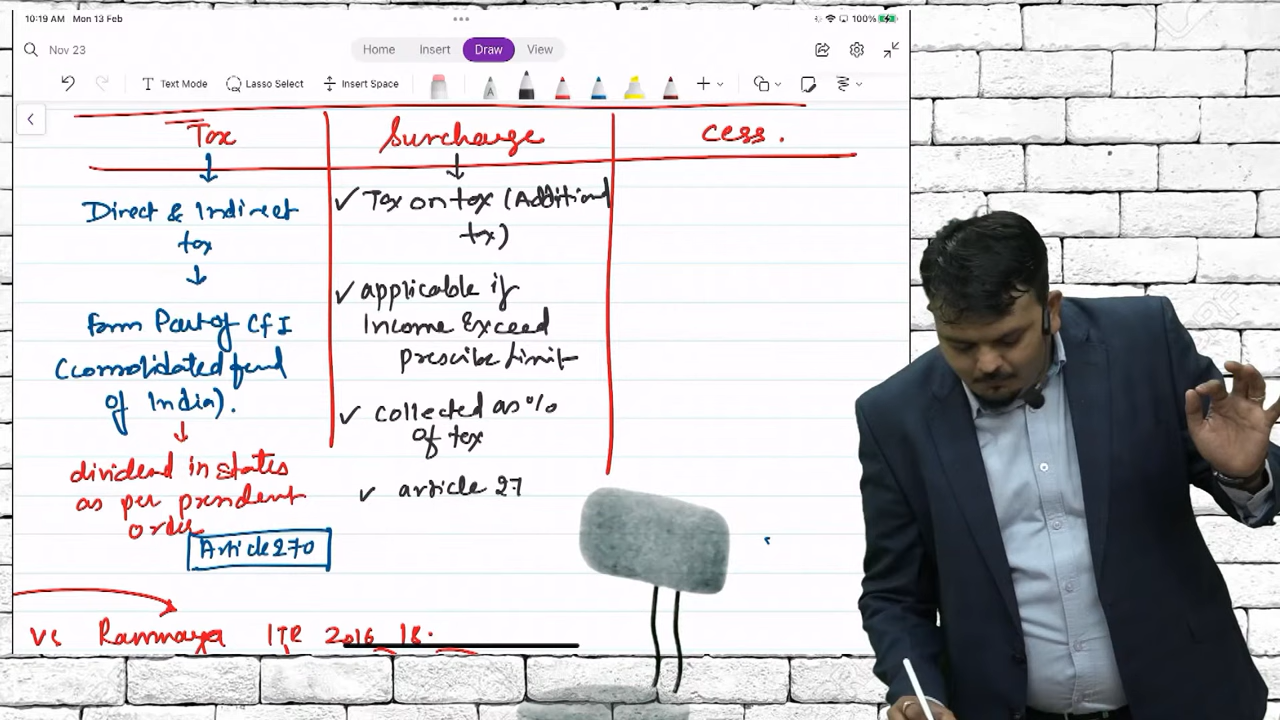 10:19 AM Mon 13 Feb
100%
Nov 23
Home Insert Draw View
Text Mode Lasso Select Insert Space
Tax
Surcharge
Cess.
Direct & Indirect
tax
Form Part of CFI
(consolidated fund
of India).
dividend in states
as per president
order
Article 270
✓ Tax on tax (Additional
tax)
✓ applicable if
Income Exceed
prescribe limit
✓ collected as %
of tax
✓ article 27
vs Rammaya ITR 2016 18.